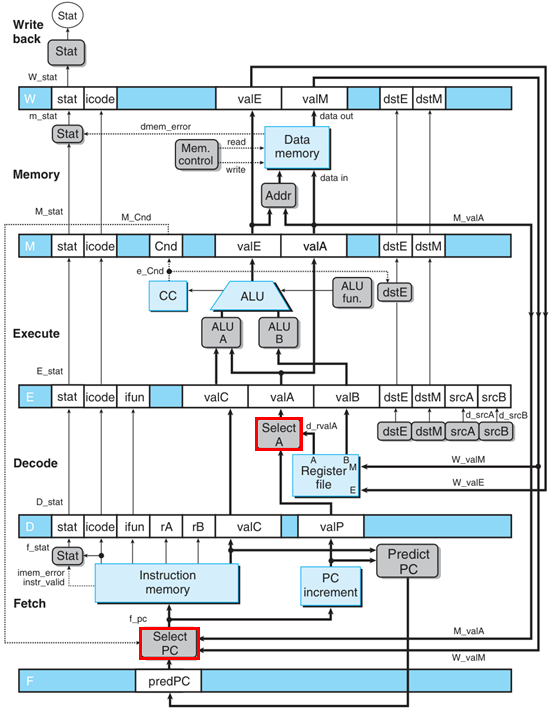 Stat
Write back
Stat
W_stat
W stat icode valE valM dstE dstM
m_stat
dmem_error
data out
Stat
Mem. control
read
write
Data memory
Memory
data in
Addr
M_stat
M_Cnd
M_valA
M stat icode Cnd valE valA dstE dstM
e_Cnd
CC
ALU
ALU fun.
dstE
Execute
ALU A
ALU B
E_stat
E stat icode ifun valC valA valB dstE dstM srcA srcB
d_srcA
d_srcB
Select A
d_rvalA
dstE dstM srcA srcB
A B
M
Register file
E
W_valM
W_valE
Decode
D_stat
D stat icode ifun rA rB valC valP
f_stat
Stat
imem_error
instr_valid
Instruction memory
PC increment
Predict PC
Fetch
f_pc
Select PC
M_valA
W_valM
F predPC